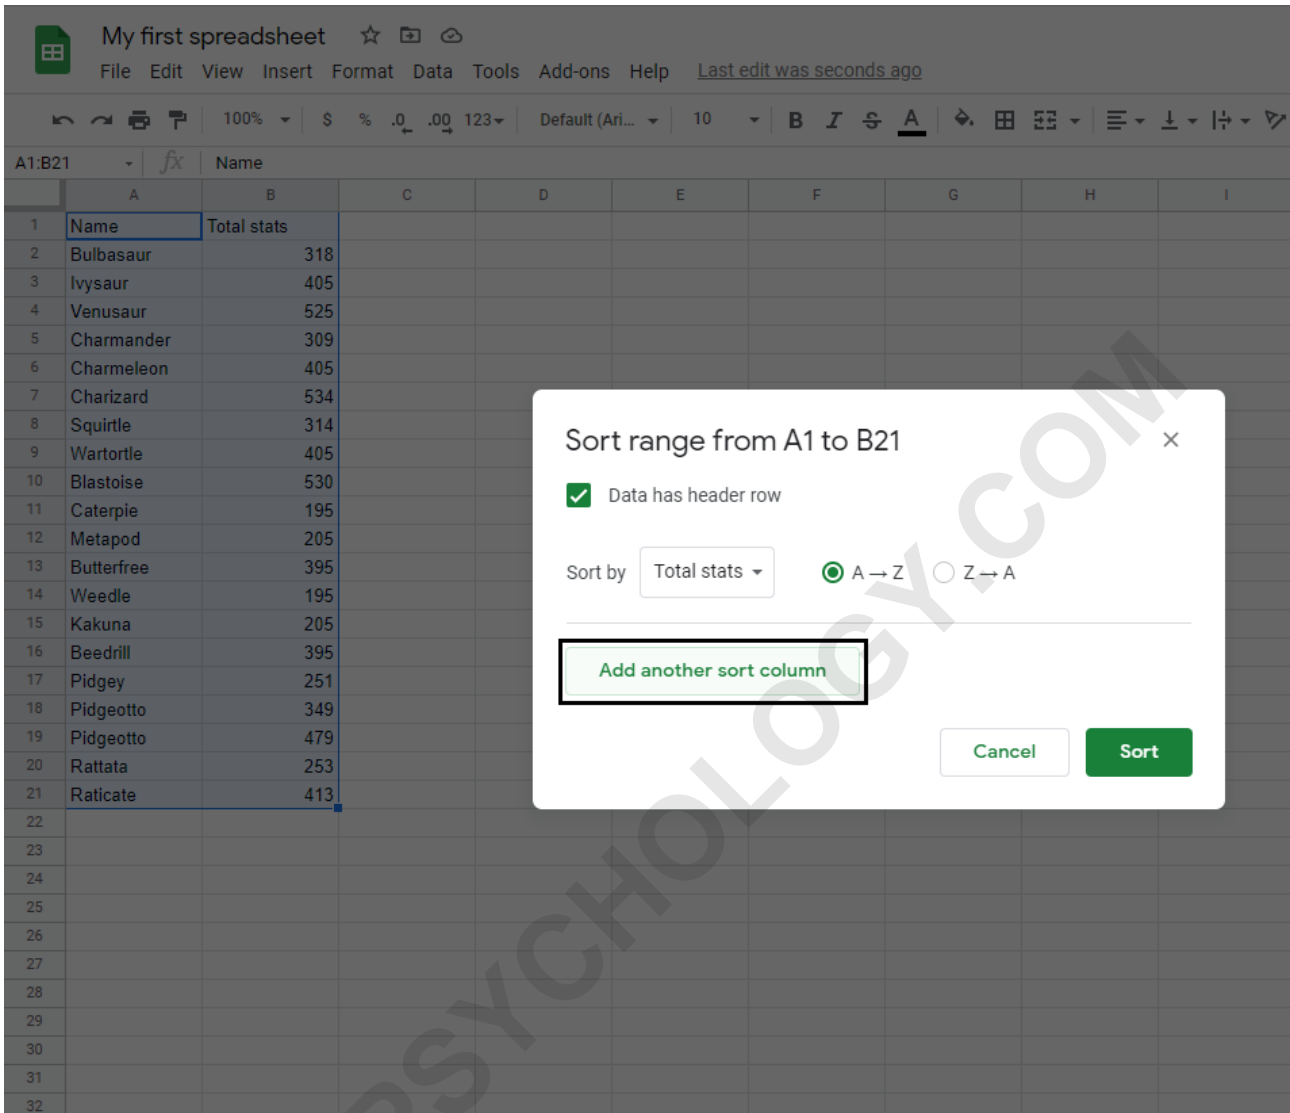 My first spreadsheet
File Edit View Insert Format Data Tools Add-ons Help Last edit was seconds ago
100% $ % .0 .00 123 Default (Ari... 10 B I S A
A1:B21 fx Name
A B C D E F G H I
1 Name Total stats
2 Bulbasaur 318
3 Ivysaur 405
4 Venusaur 525
5 Charmander 309
6 Charmeleon 405
7 Charizard 534
8 Squirtle 314
9 Wartortle 405
10 Blastoise 530
11 Caterpie 195
12 Metapod 205
13 Butterfree 395
14 Weedle 195
15 Kakuna 205
16 Beedrill 395
17 Pidgey 251
18 Pidgeotto 349
19 Pidgeotto 479
20 Rattata 253
21 Raticate 413
22
23
24
25
26
27
28
29
30
31
32
Sort range from A1 to B21 ×
Data has header row
Sort by Total stats A → Z Z → A
Add another sort column
Cancel Sort
RSYCHOLOGY.COM